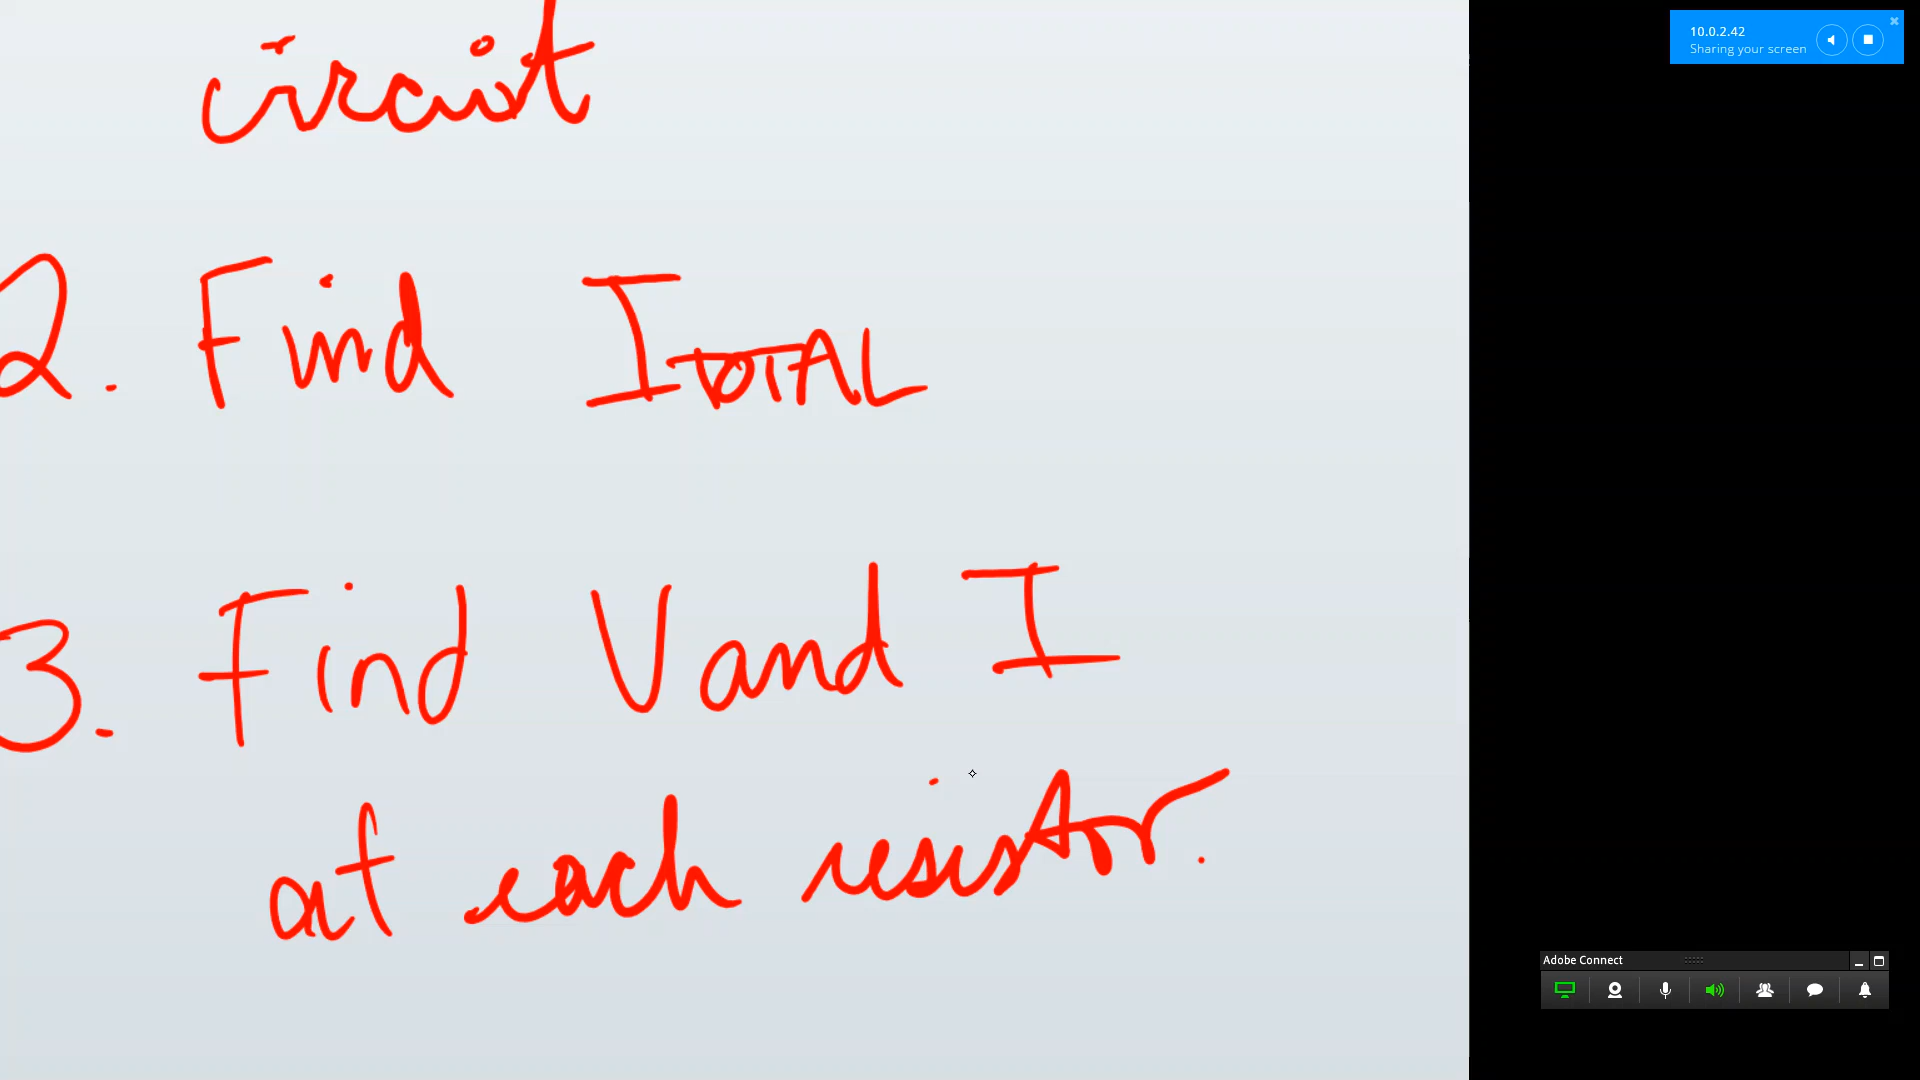 circuit
2. Find ITOTAL
3. Find V and I
at each resistor.
10.0.2.42
Sharing your screen
Adobe Connect